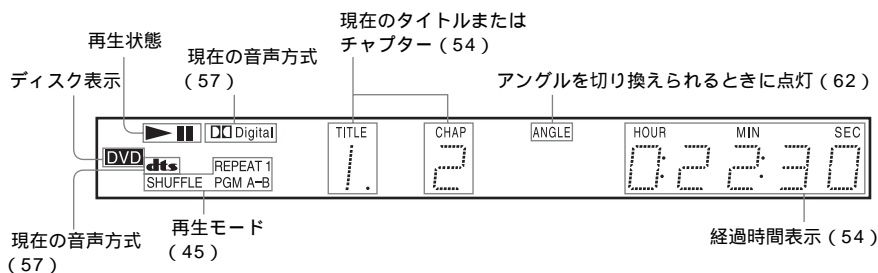 現在のタイトルまたは
チャプター（54）
再生状態
現在の音声方式
（57）
ディスク表示
アングルを切り換えられるときに点灯（62）
DVD
Digital
dts
REPEAT 1
SHUFFLE PGM A-B
TITLE
1.
CHAP
2
ANGLE
HOUR MIN SEC
0:22:30
現在の音声方式
（57）
再生モード
（45）
経過時間表示（54）